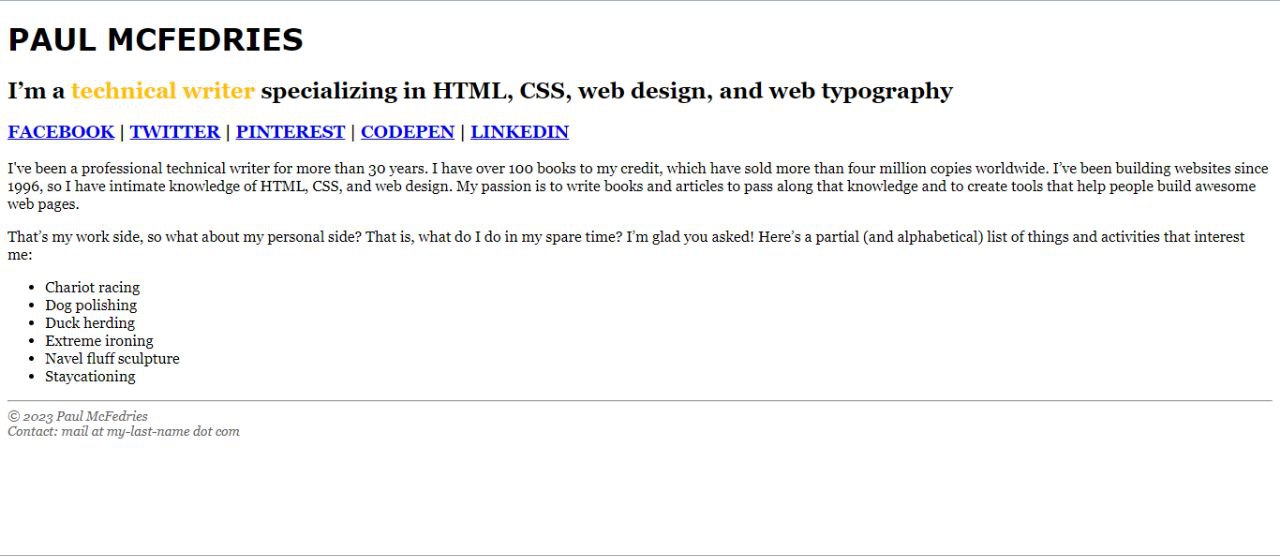 PAUL MCFEDRIES
I’m a technical writer specializing in HTML, CSS, web design, and web typography
FACEBOOK | TWITTER | PINTEREST | CODEPEN | LINKEDIN
I've been a professional technical writer for more than 30 years. I have over 100 books to my credit, which have sold more than four million copies worldwide. I’ve been building websites since
1996, so I have intimate knowledge of HTML, CSS, and web design. My passion is to write books and articles to pass along that knowledge and to create tools that help people build awesome
web pages.
That’s my work side, so what about my personal side? That is, what do I do in my spare time? I’m glad you asked! Here’s a partial (and alphabetical) list of things and activities that interest
me:
• Chariot racing
• Dog polishing
• Duck herding
• Extreme ironing
• Navel fluff sculpture
• Staycationing
© 2023 Paul McFedries
Contact: mail at my-last-name dot com